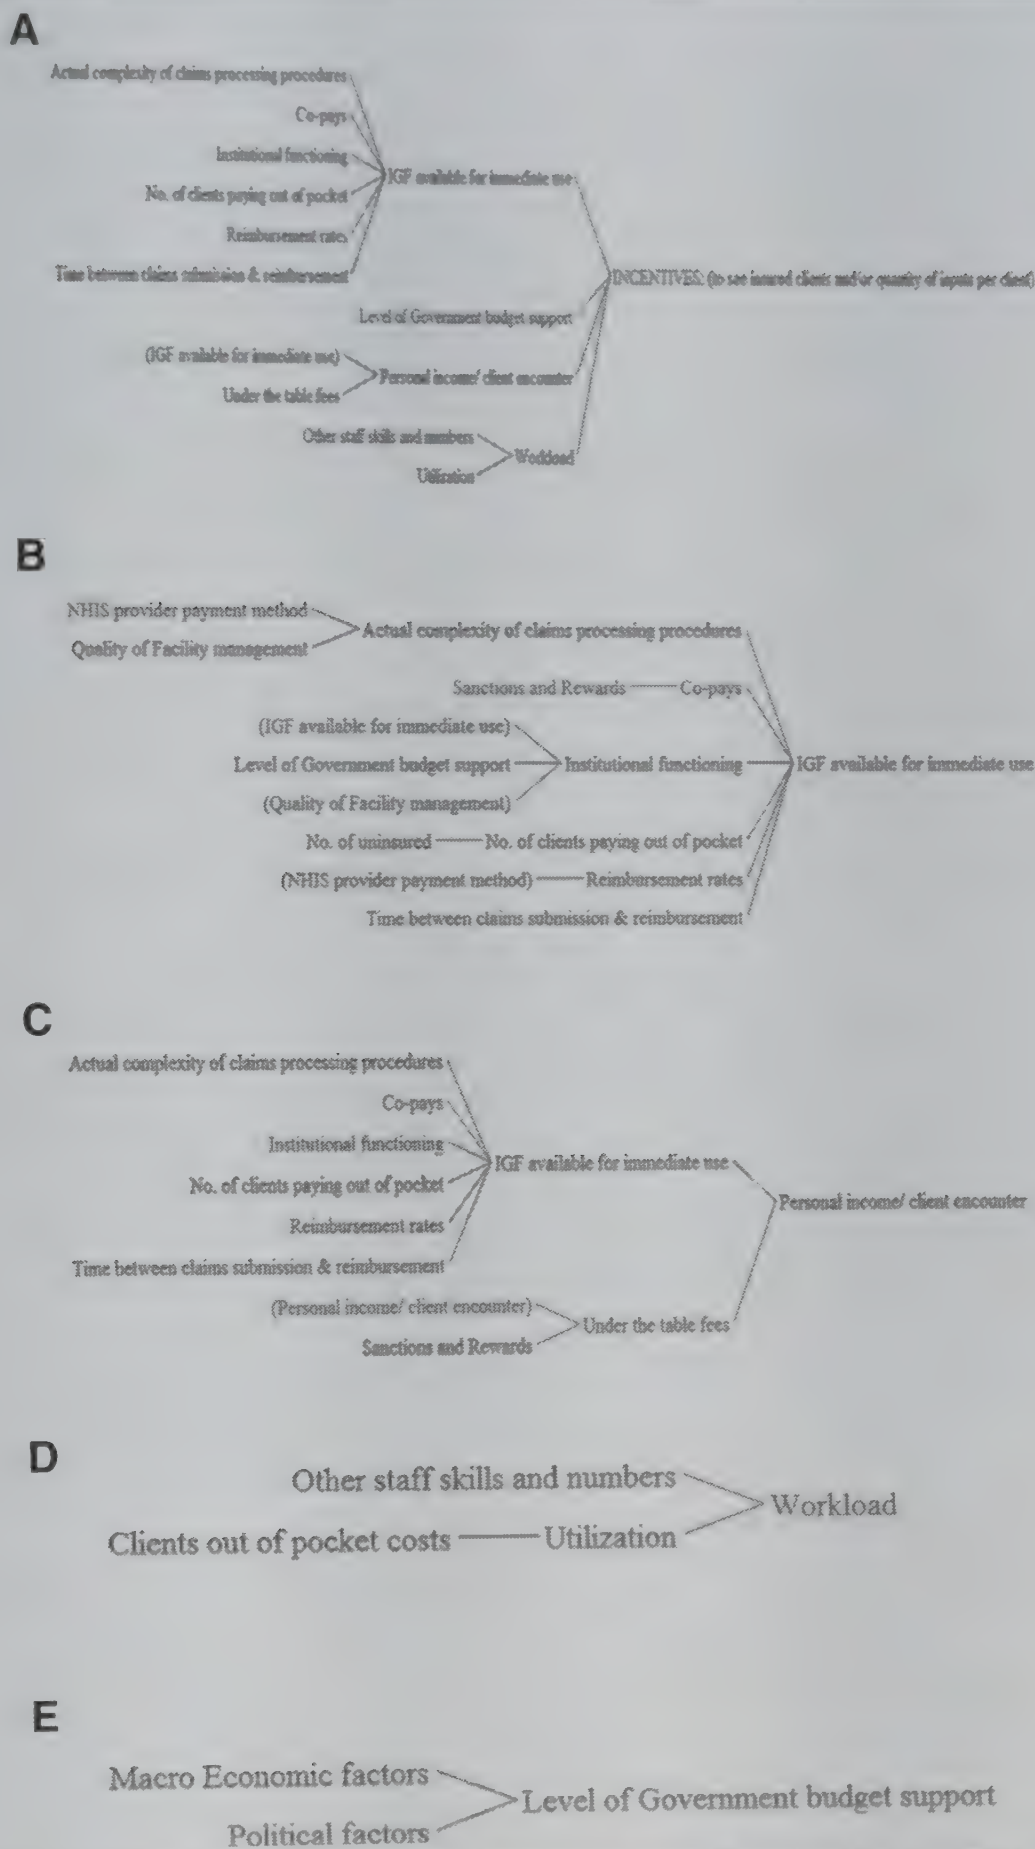 A
Actual complexity of claims processing procedures
Co-pays
Institutional functioning
No. of clients paying out of pocket
IGF available for immediate use
Reimbursement rates
Time between claims submission & reimbursement
INCENTIVES: (to see insured clients and/or quantity of inputs per client)
Level of Government budget support
(IGF available for immediate use)
Personal income/ client encounter
Under the table fees
Other staff skills and numbers
Workload
Utilization
B
NHIS provider payment method
Actual complexity of claims processing procedures
Quality of Facility management
Sanctions and Rewards
Co-pays
(IGF available for immediate use)
Level of Government budget support
Institutional functioning
IGF available for immediate use
(Quality of Facility management)
No. of uninsured
No. of clients paying out of pocket
(NHIS provider payment method)
Reimbursement rates
Time between claims submission & reimbursement
C
Actual complexity of claims processing procedures
Co-pays
Institutional functioning
IGF available for immediate use
No. of clients paying out of pocket
Personal income/ client encounter
Reimbursement rates
Time between claims submission & reimbursement
(Personal income/ client encounter)
Under the table fees
Sanctions and Rewards
D
Other staff skills and numbers
Workload
Clients out of pocket costs
Utilization
E
Macro Economic factors
Level of Government budget support
Political factors